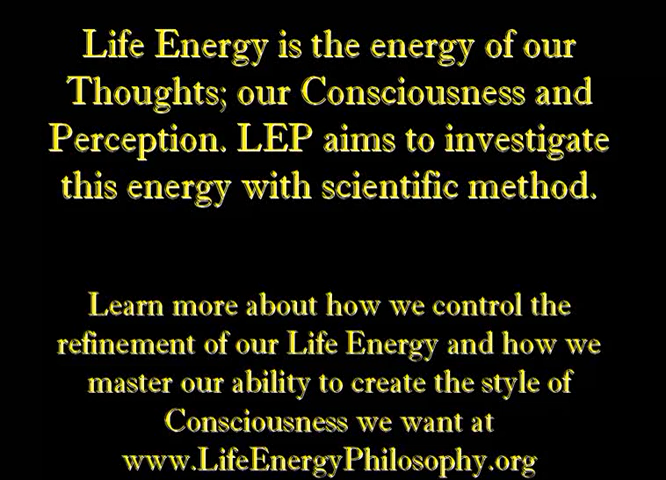 Life Energy is the energy of our
Thoughts; our Consciousness and
Perception. LEP aims to investigate
this energy with scientific method.
Learn more about how we control the
refinement of our Life Energy and how we
master our ability to create the style of
Consciousness we want at
www.LifeEnergyPhilosophy.org